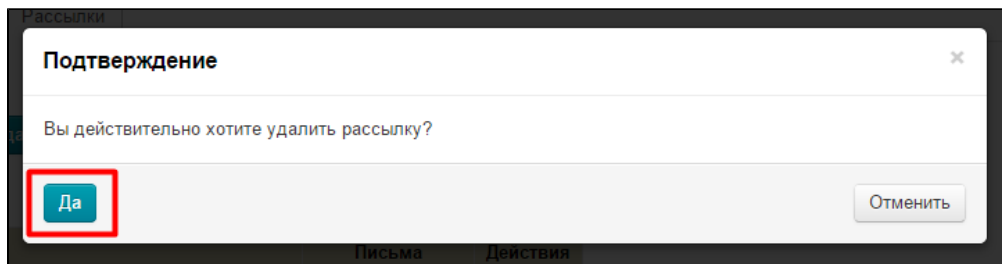 Рассылки
Подтверждение ×
Вы действительно хотите удалить рассылку?
Да Отменить
Письма Действия